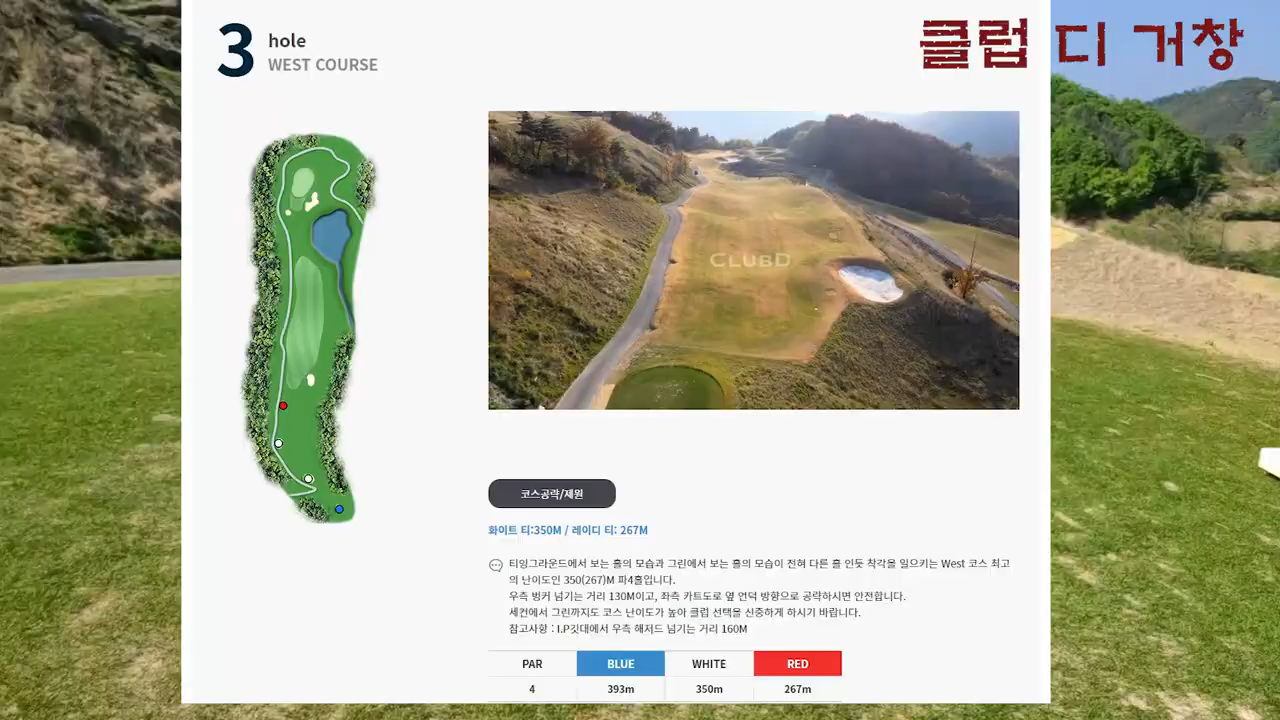 3 hole
WEST COURSE
클럽 디 거창
CLUBD
코스공략/제원
화이트 티:350M / 레이디 티: 267M
티잉그라운드에서 보는 홀의 모습과 그린에서 보는 홀의 모습이 전혀 다른 홀 인듯 착각을 일으키는 West 코스 최고
의 난이도인 350(267)M 파4홀입니다.
우측 벙커 넘기는 거리 130M이고, 좌측 카트도로 옆 언덕 방향으로 공략하시면 안전합니다.
세컨에서 그린까지도 코스 난이도가 높아 클럽 선택을 신중하게 하시기 바랍니다.
참고사항 : I.P깃대에서 우측 해저드 넘기는 거리 160M
PAR BLUE WHITE RED
4 393m 350m 267m